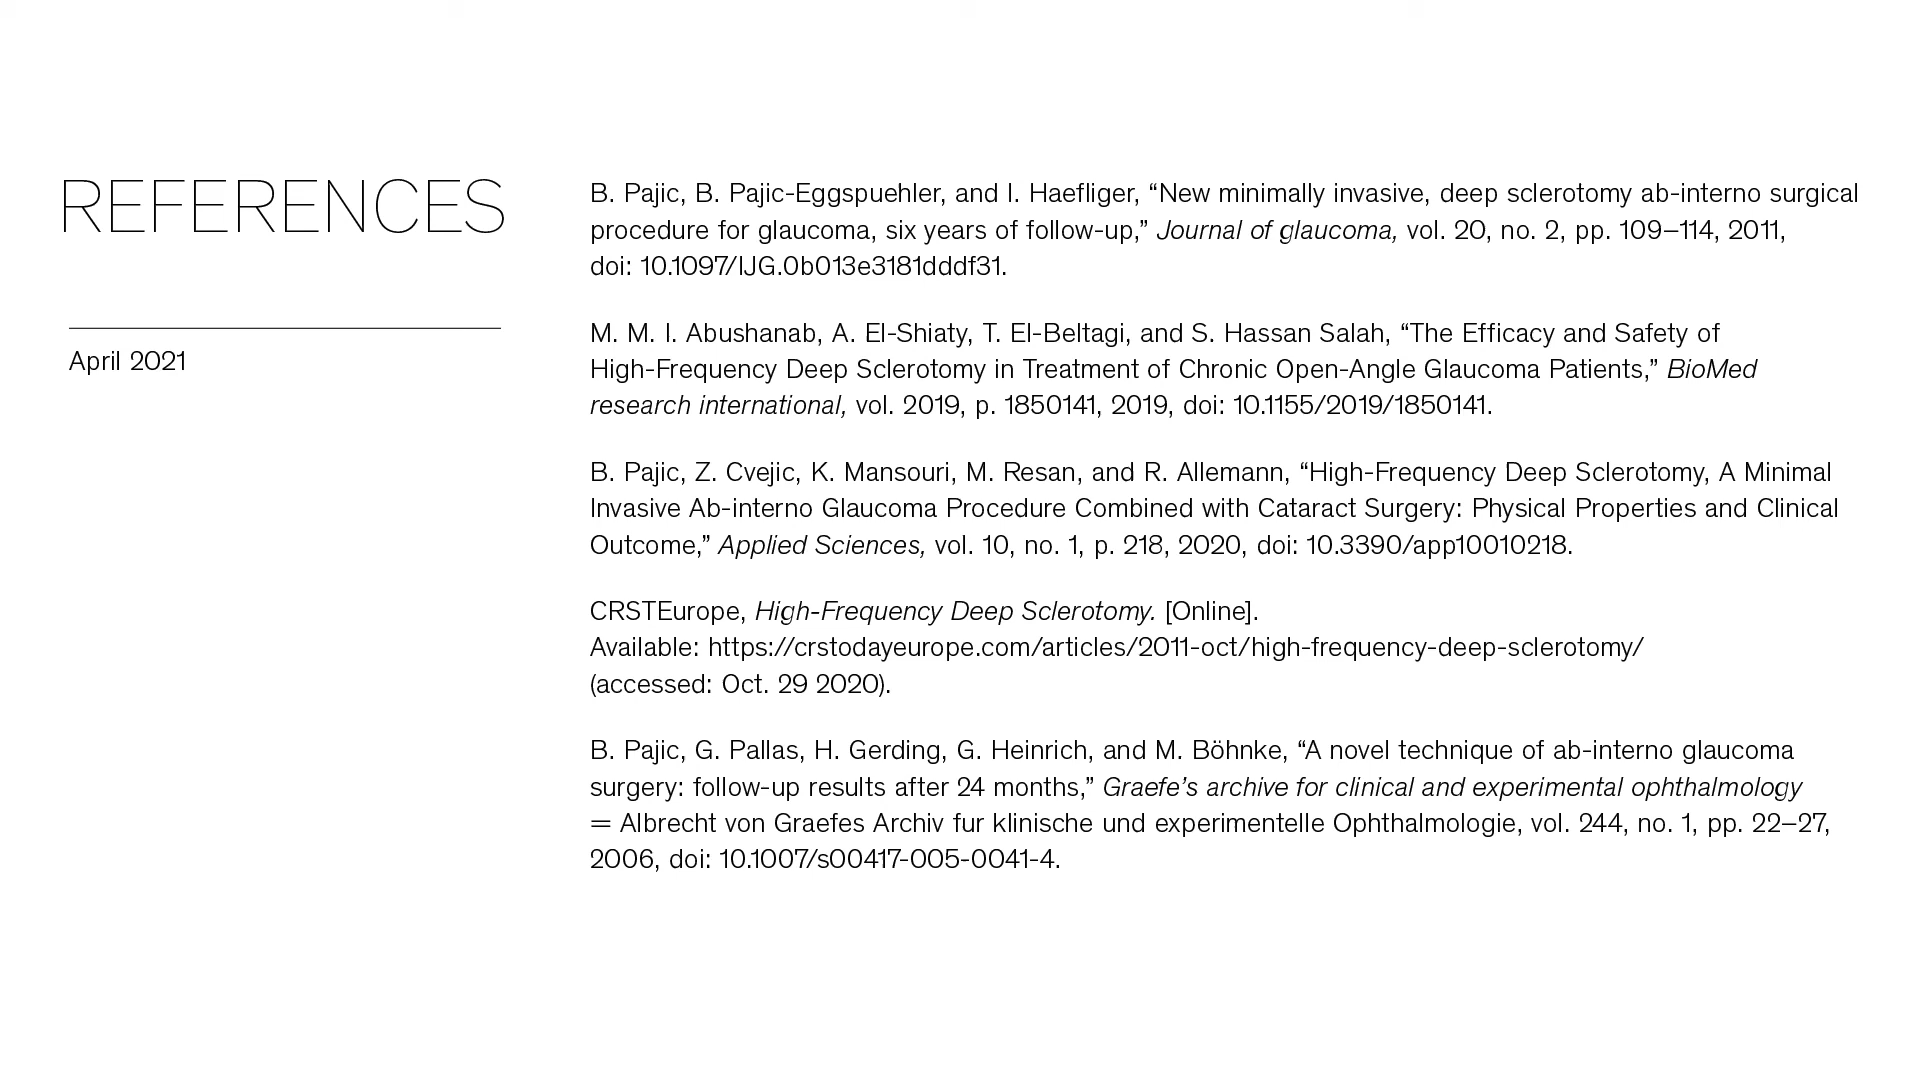 REFERENCES
April 2021
B. Pajic, B. Pajic-Eggspuehler, and I. Haefliger, “New minimally invasive, deep sclerotomy ab-interno surgical
procedure for glaucoma, six years of follow-up,” Journal of glaucoma, vol. 20, no. 2, pp. 109–114, 2011,
doi: 10.1097/IJG.0b013e3181dddf31.
M. M. I. Abushanab, A. El-Shiaty, T. El-Beltagi, and S. Hassan Salah, “The Efficacy and Safety of
High-Frequency Deep Sclerotomy in Treatment of Chronic Open-Angle Glaucoma Patients,” BioMed
research international, vol. 2019, p. 1850141, 2019, doi: 10.1155/2019/1850141.
B. Pajic, Z. Cvejic, K. Mansouri, M. Resan, and R. Allemann, “High-Frequency Deep Sclerotomy, A Minimal
Invasive Ab-interno Glaucoma Procedure Combined with Cataract Surgery: Physical Properties and Clinical
Outcome,” Applied Sciences, vol. 10, no. 1, p. 218, 2020, doi: 10.3390/app10010218.
CRSTEurope, High-Frequency Deep Sclerotomy. [Online].
Available: https://crstodayeurope.com/articles/2011-oct/high-frequency-deep-sclerotomy/
(accessed: Oct. 29 2020).
B. Pajic, G. Pallas, H. Gerding, G. Heinrich, and M. Böhnke, “A novel technique of ab-interno glaucoma
surgery: follow-up results after 24 months,” Graefe’s archive for clinical and experimental ophthalmology
= Albrecht von Graefes Archiv fur klinische und experimentelle Ophthalmologie, vol. 244, no. 1, pp. 22–27,
2006, doi: 10.1007/s00417-005-0041-4.